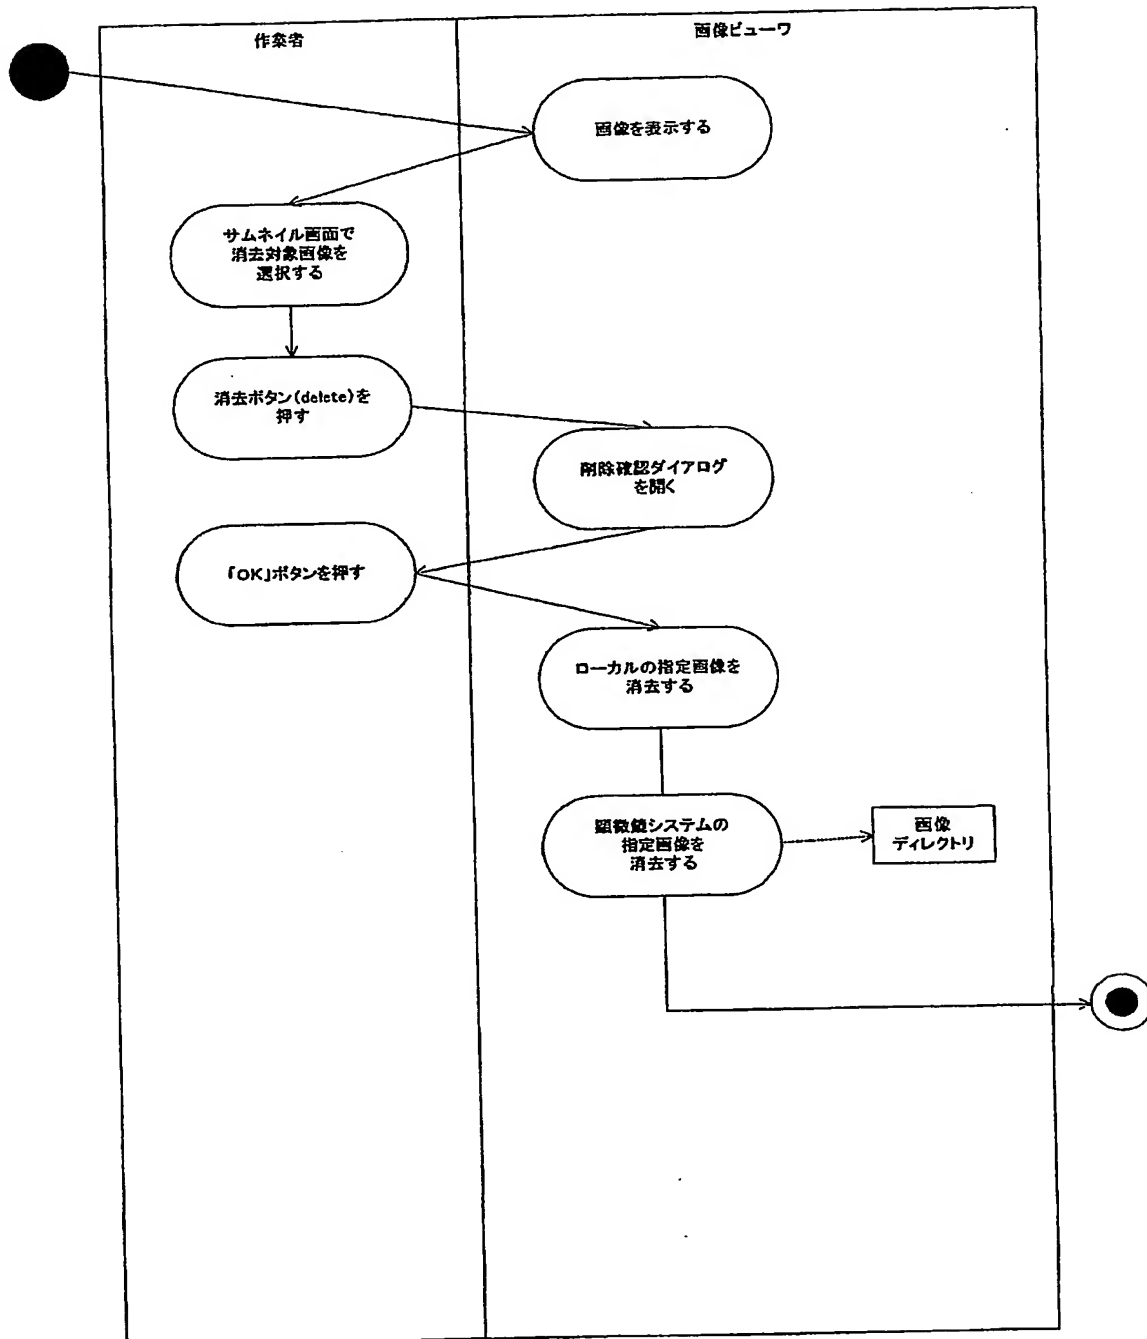 作業者
画像ビューワ
画像を表示する
サムネイル画面で
消去対象画像を
選択する
消去ボタン(delete)を
押す
削除確認ダイアログ
を開く
「OK」ボタンを押す
ローカルの指定画像を
消去する
顕微鏡システムの
指定画像を
消去する
画像
ディレクトリ